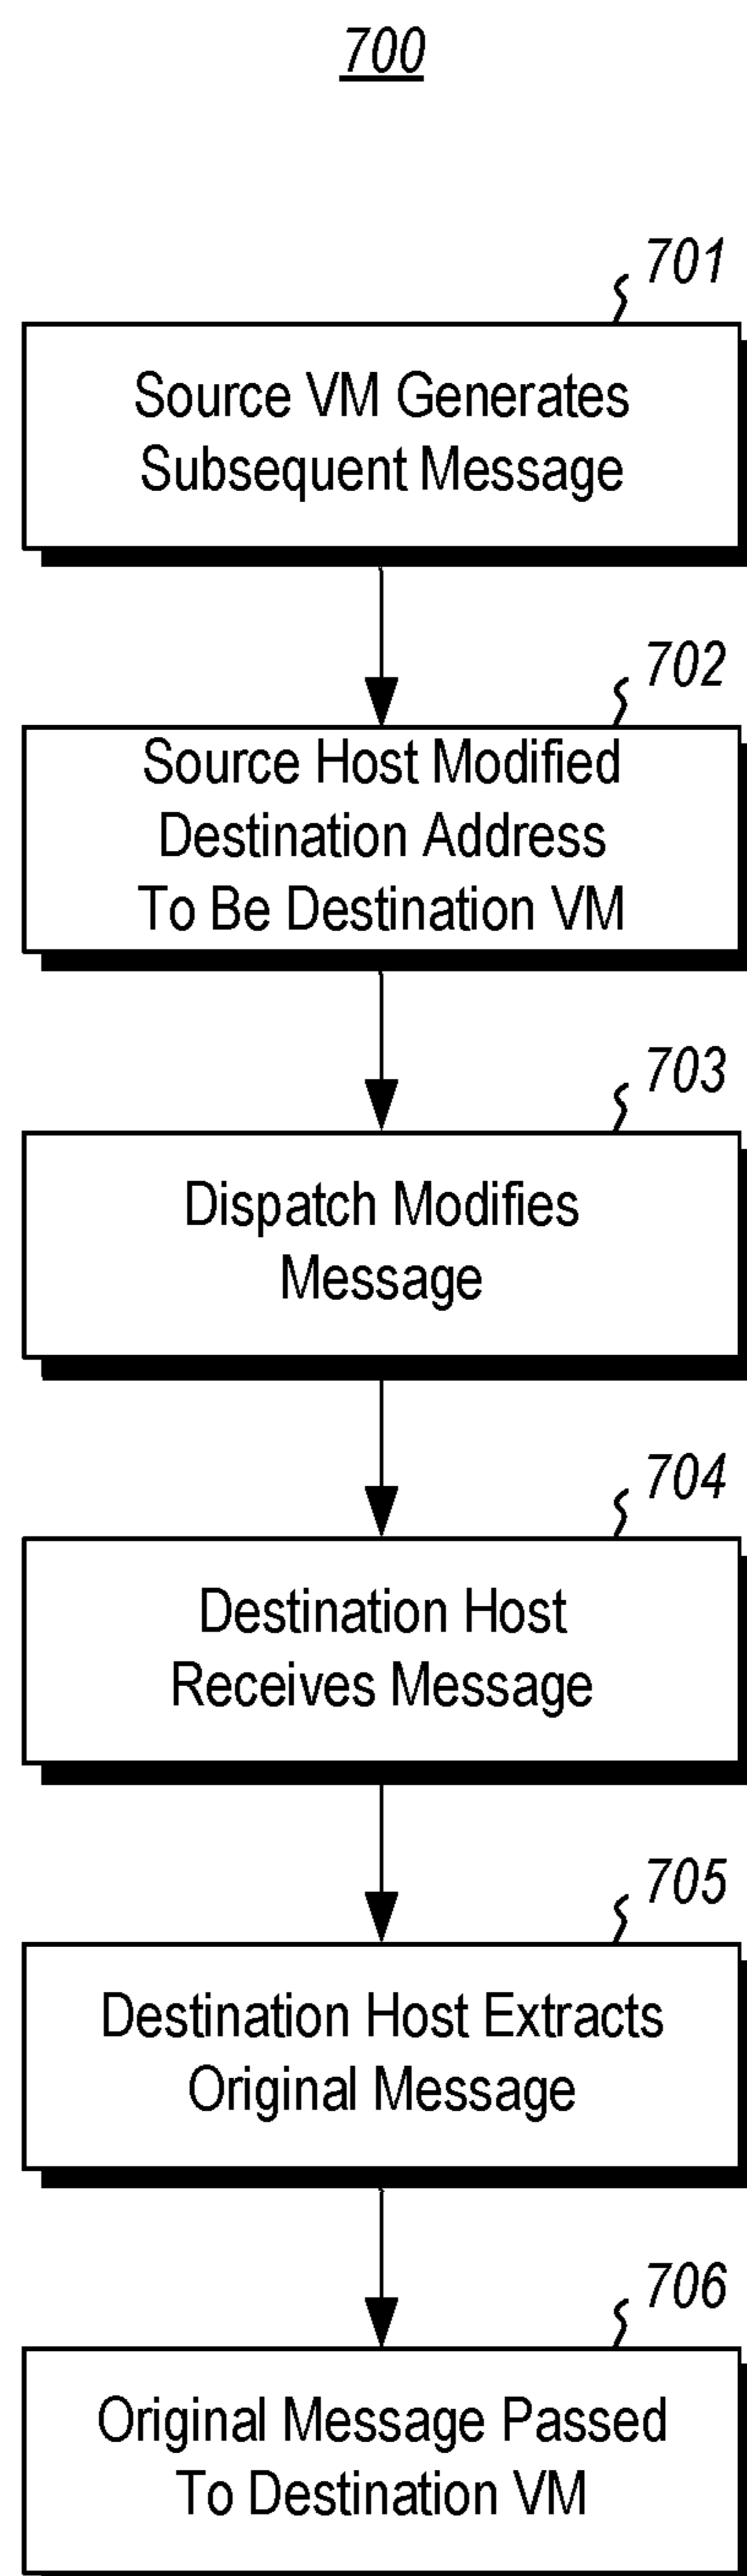 700
701
Source VM Generates
Subsequent Message
702
Source Host Modified
Destination Address
To Be Destination VM
703
Dispatch Modifies
Message
704
Destination Host
Receives Message
705
Destination Host Extracts
Original Message
706
Original Message Passed
To Destination VM